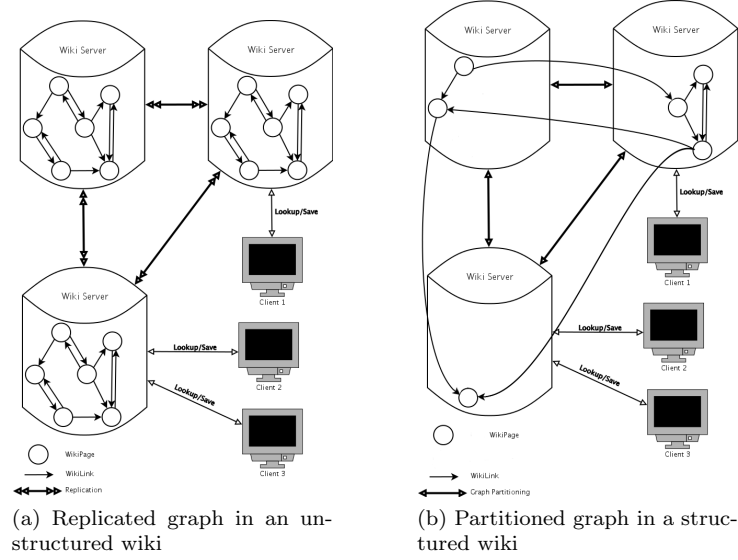 Wiki Server
Wiki Server
Lookup/Save
Client 1
Wiki Server
Lookup/Save
Client 2
Lookup/Save
Client 3
WikiPage
WikiLink
Replication
(a) Replicated graph in an un-
structured wiki
Wiki Server
Wiki Server
Lookup/Save
Client 1
Wiki Server
Lookup/Save
Client 2
Lookup/Save
Client 3
WikiPage
WikiLink
Graph Partitioning
(b) Partitioned graph in a struc-
tured wiki